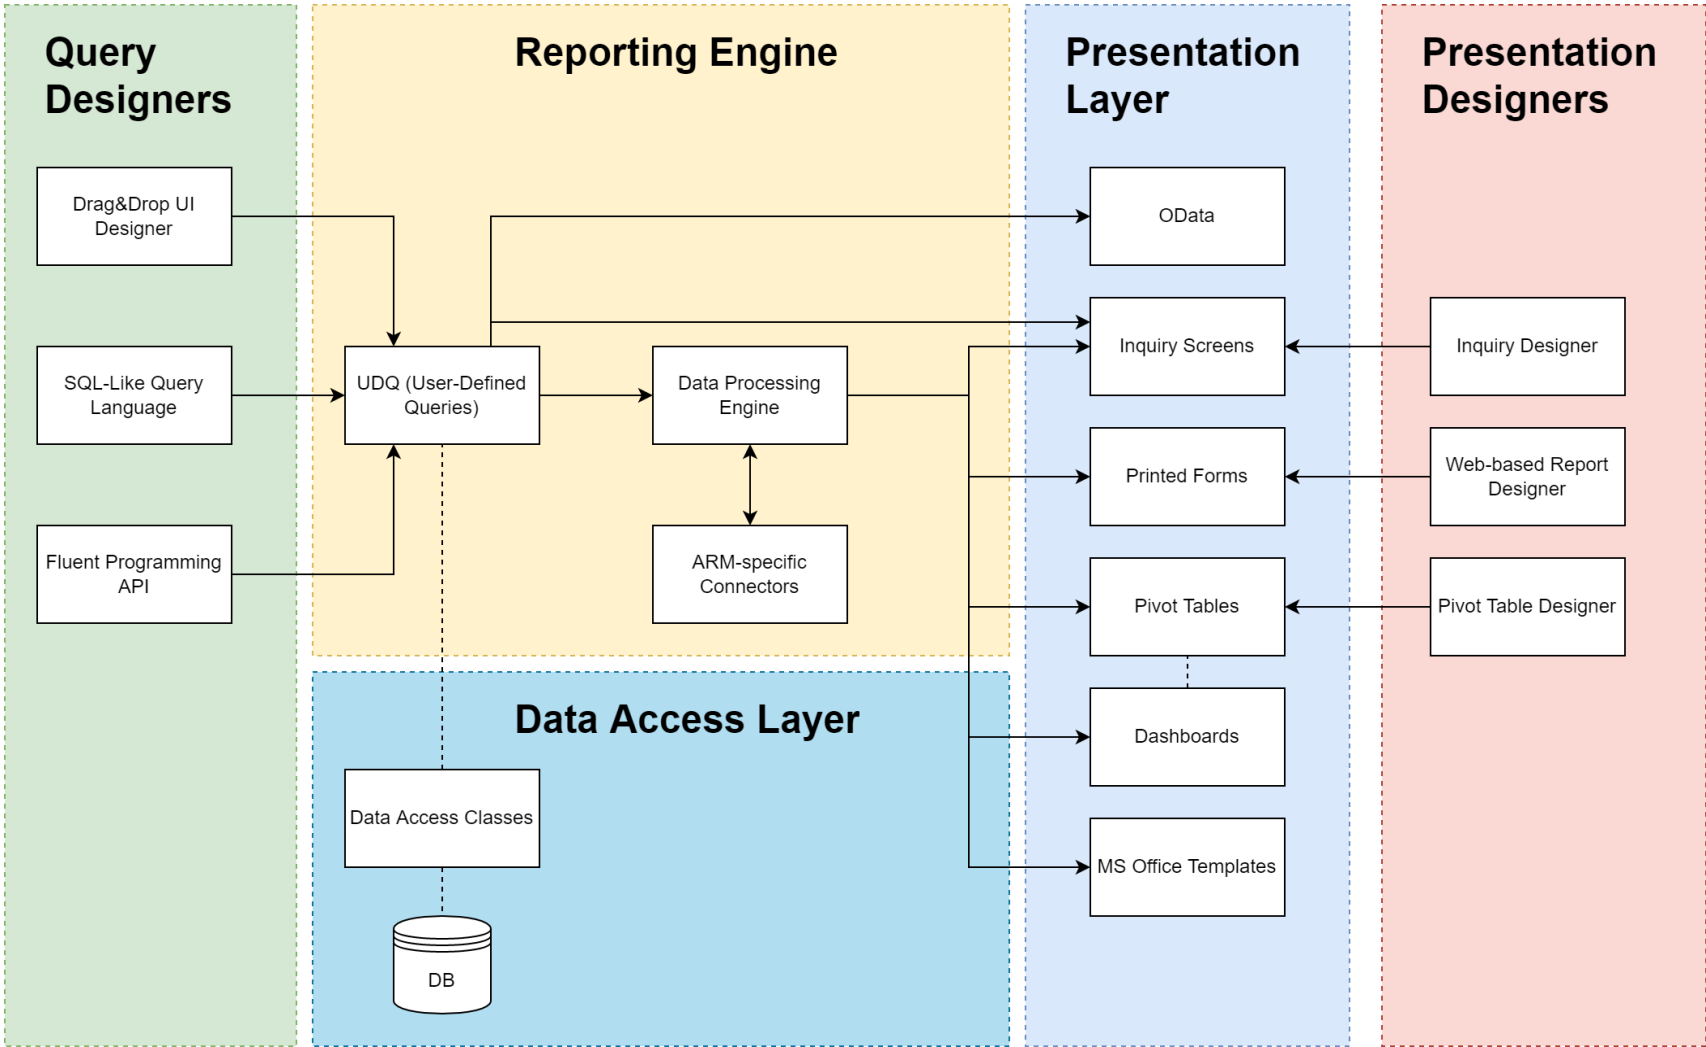 Query
Designers
Drag&Drop UI
Designer
SQL-Like Query
Language
Fluent Programming
API
Reporting Engine
UDQ (User-Defined
Queries)
Data Processing
Engine
ARM-specific
Connectors
Data Access Layer
Data Access Classes
DB
Presentation
Layer
OData
Inquiry Screens
Printed Forms
Pivot Tables
Dashboards
MS Office Templates
Presentation
Designers
Inquiry Designer
Web-based Report
Designer
Pivot Table Designer